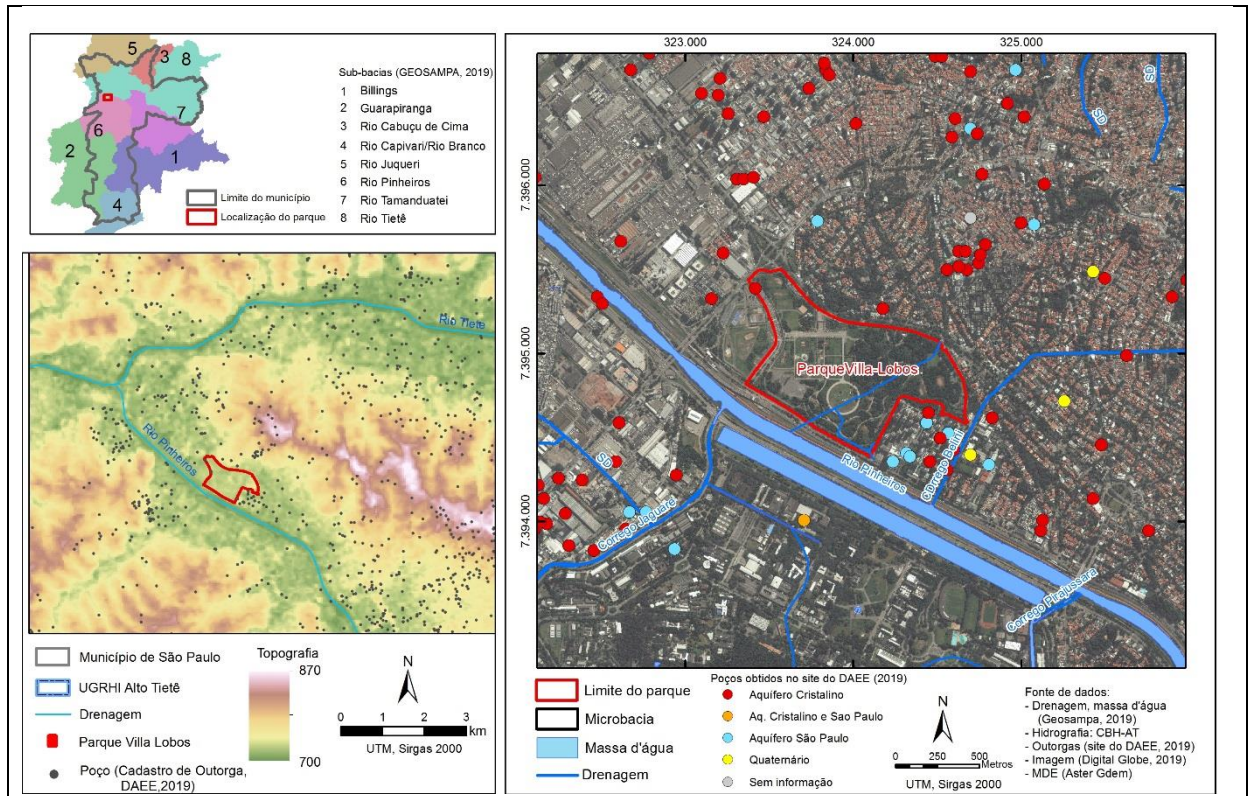 5
3
8
7
6
2
1
4
Sub-bacias (GEOSAMPA, 2019)
1 Billings
2 Guarapiranga
3 Rio Cabuçu de Cima
4 Rio Capivari/Rio Branco
5 Rio Juqueri
6 Rio Pinheiros
7 Rio Tamanduatei
8 Rio Tietê
Limite do município
Localização do parque
Rio Tiete
Rio Pinheiros
Município de São Paulo
UGRHI Alto Tietê
Drenagem
Parque Villa Lobos
Poço (Cadastro de Outorga,
DAEE,2019)
Topografia
870
700
N
0 1 2 3
km
UTM, Sirgas 2000
323.000 324.000 325.000
7.396.000
7.395.000
7.394.000
SD
SD
ParqueVilla-Lobos
SD
Rio Pinheiros
Corrego Jaguaré
Corrego Pirajussara
Limite do parque
Microbacia
Massa d'água
Drenagem
Poços obtidos no site do DAEE (2019)
Aquífero Cristalino
Aq. Cristalino e Sao Paulo
Aquífero São Paulo
Quaternário
Sem informação
N
0 250 500
Metros
UTM, Sirgas 2000
Fonte de dados:
- Drenagem, massa d'água
(Geosampa, 2019)
- Hidrografia: CBH-AT
- Outorgas (site do DAEE, 2019)
- Imagem (Digital Globe, 2019)
- MDE (Aster Gdem)